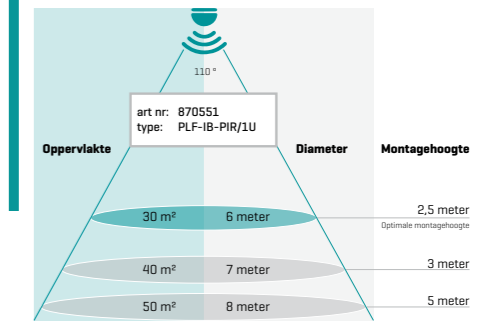 110 °
art nr: 870551
type: PLF-IB-PIR/1U
Oppervlakte Diameter Montagehoogte
30 m² 6 meter 2,5 meter
Optimale montagehoogte
40 m² 7 meter 3 meter
50 m² 8 meter 5 meter